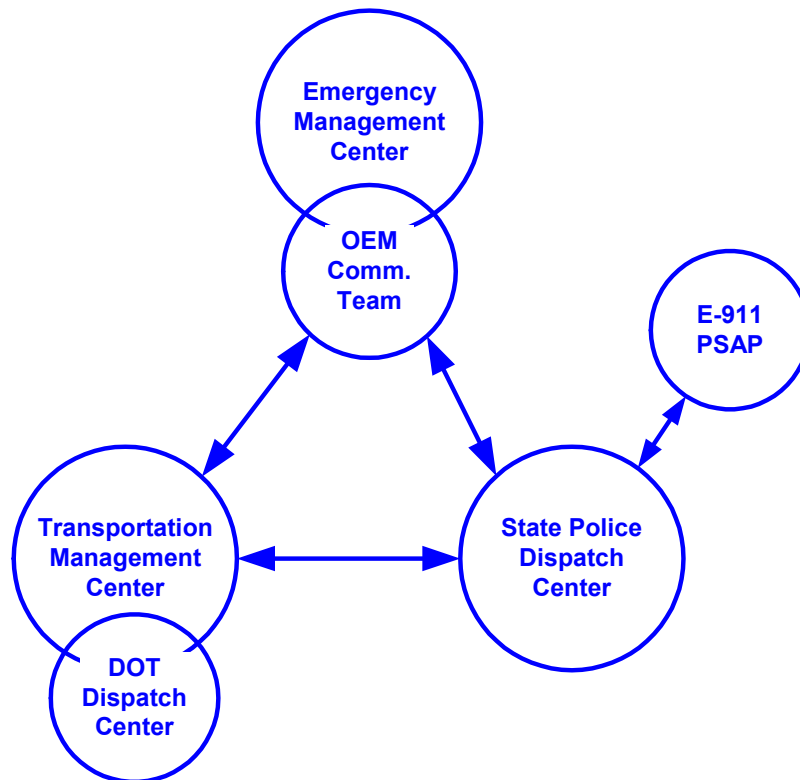 Emergency
Management
Center
OEM
Comm.
Team
E-911
PSAP
Transportation
Management
Center
State Police
Dispatch
Center
DOT
Dispatch
Center